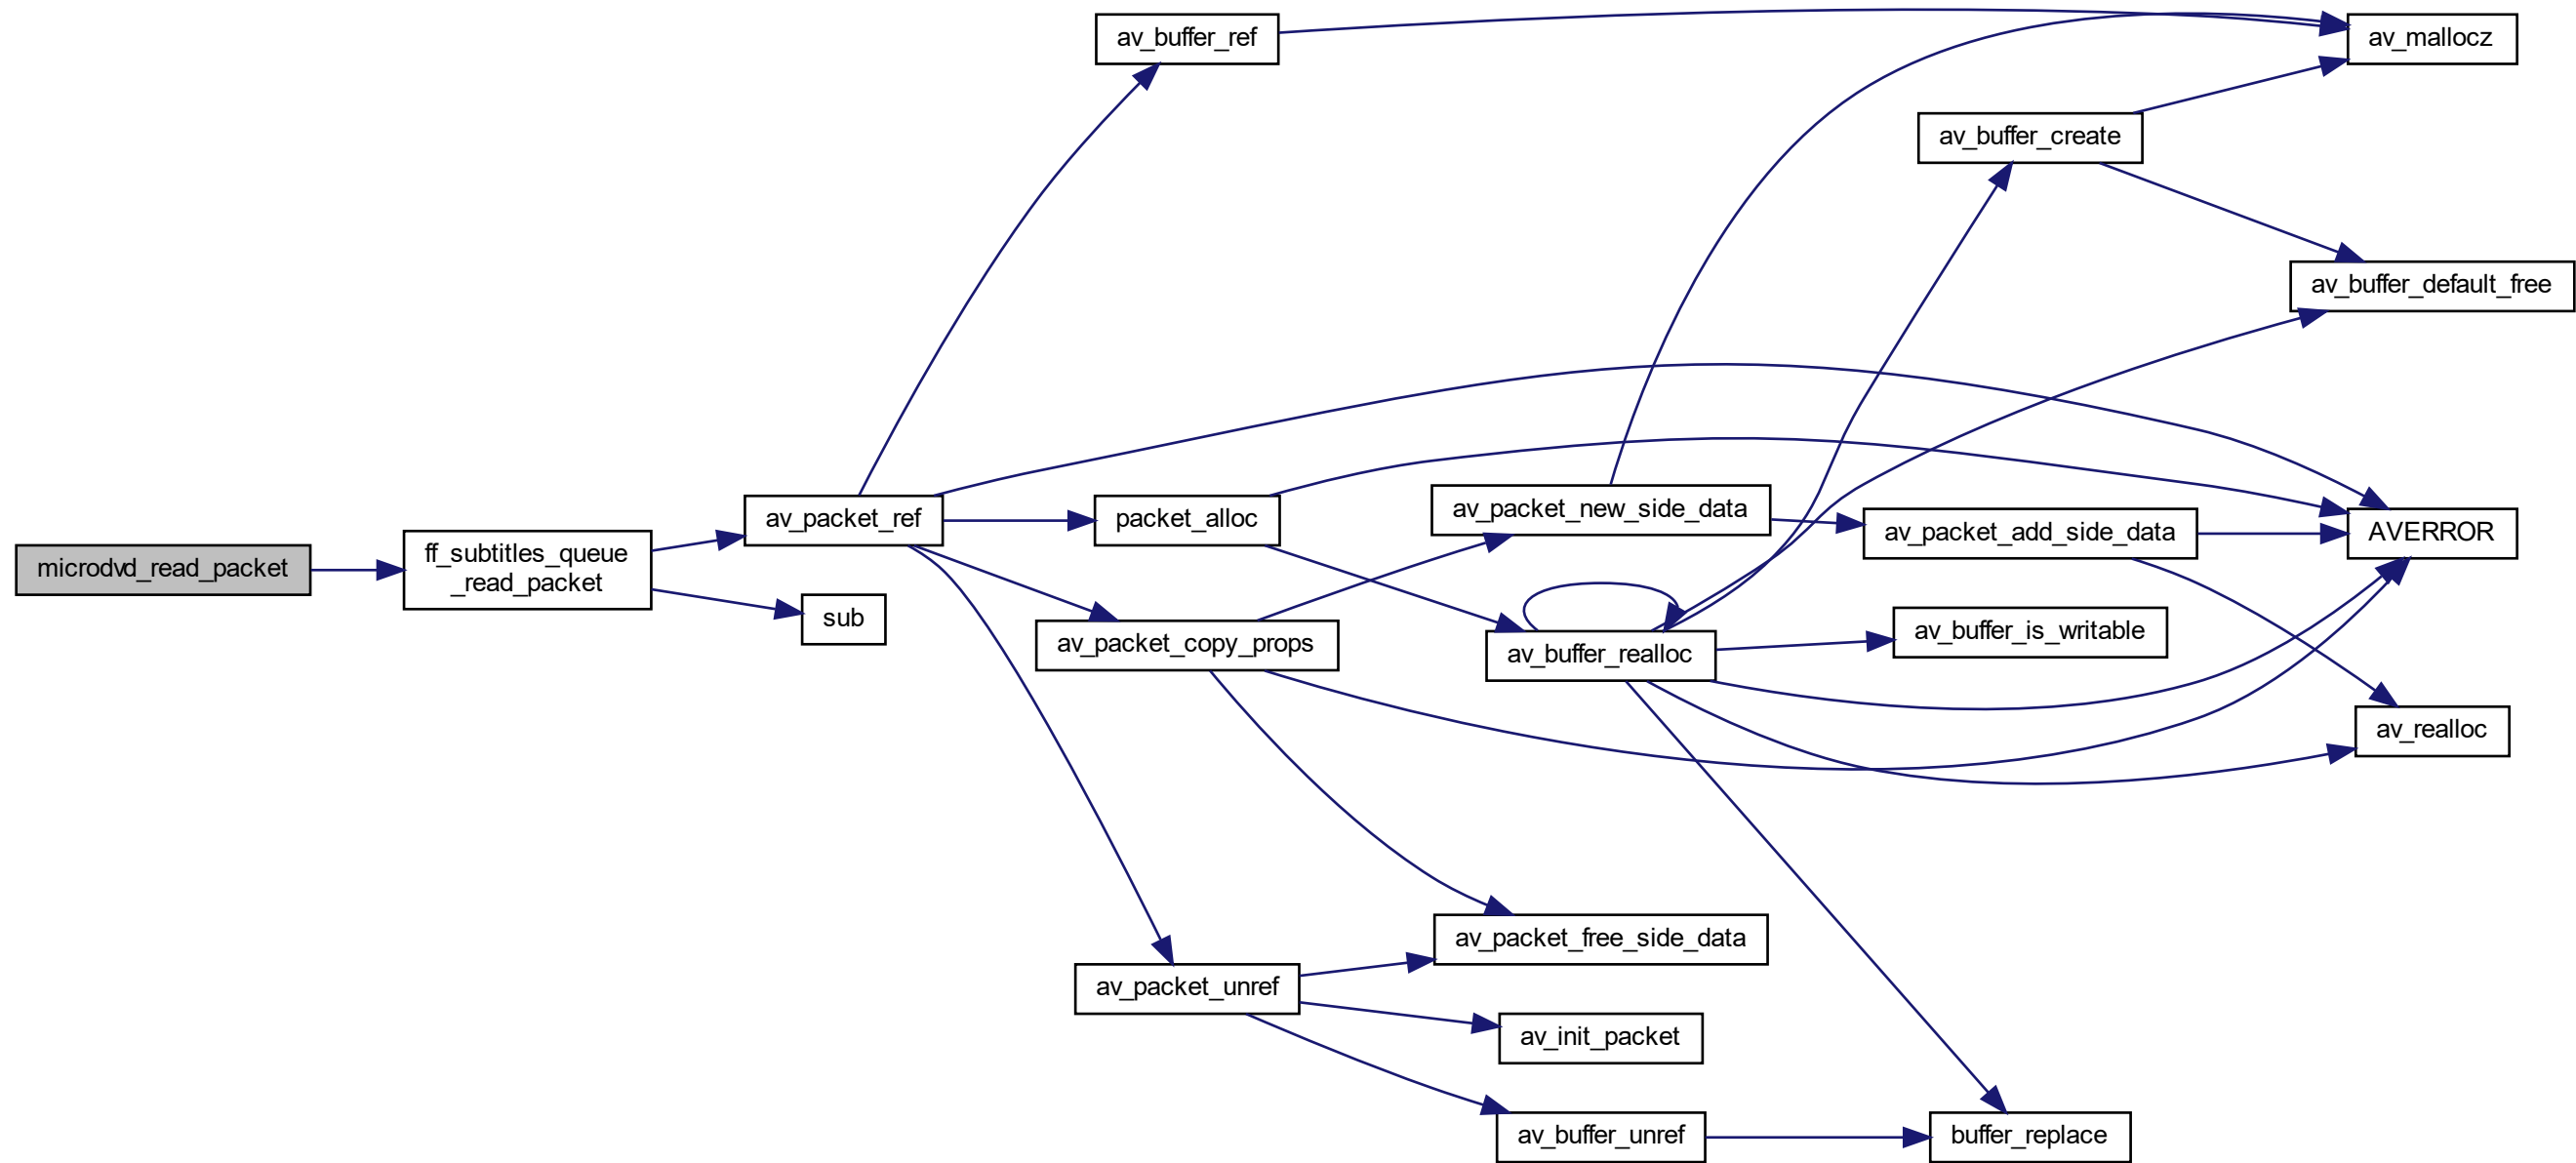 av_buffer_ref
av_mallocz
av_buffer_create
av_buffer_default_free
av_packet_ref
packet_alloc
av_packet_new_side_data
av_packet_add_side_data
AVERROR
microdvd_read_packet
ff_subtitles_queue
_read_packet
sub
av_packet_copy_props
av_buffer_realloc
av_buffer_is_writable
av_realloc
av_packet_free_side_data
av_packet_unref
av_init_packet
av_buffer_unref
buffer_replace